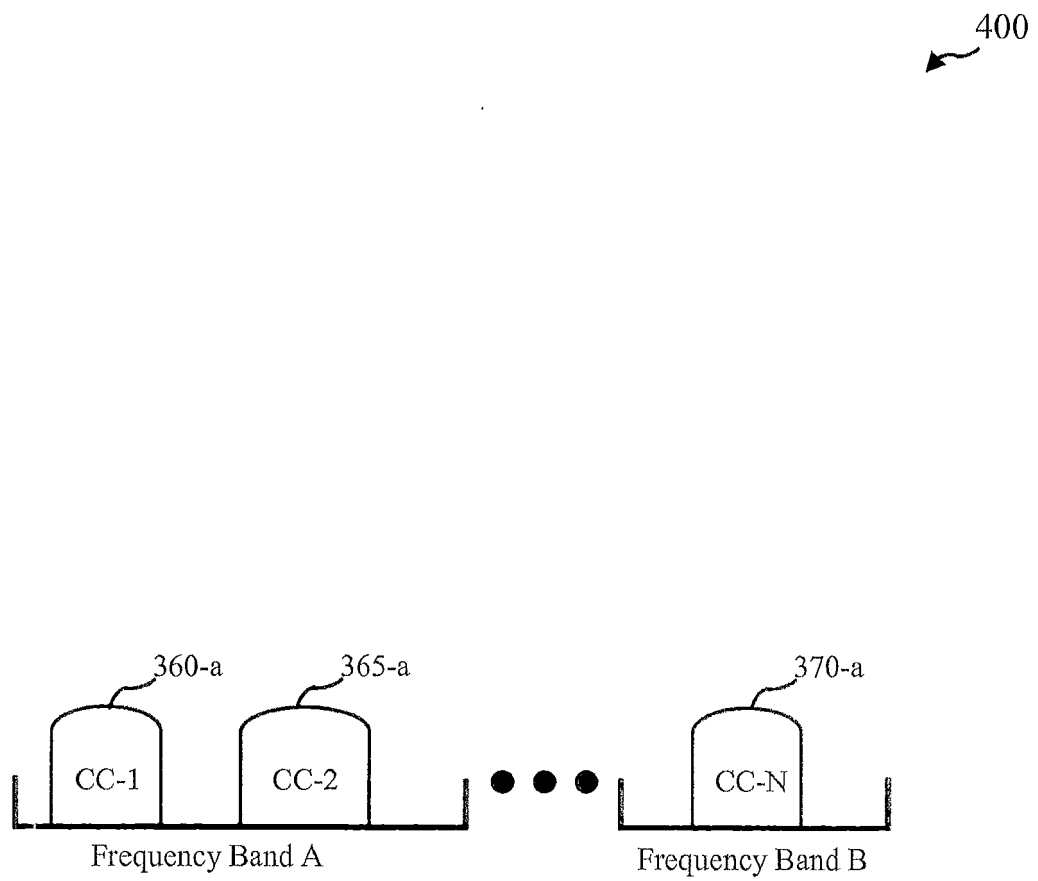 400
360-a
365-a
370-a
CC-1
CC-2
CC-N
Frequency Band A
Frequency Band B